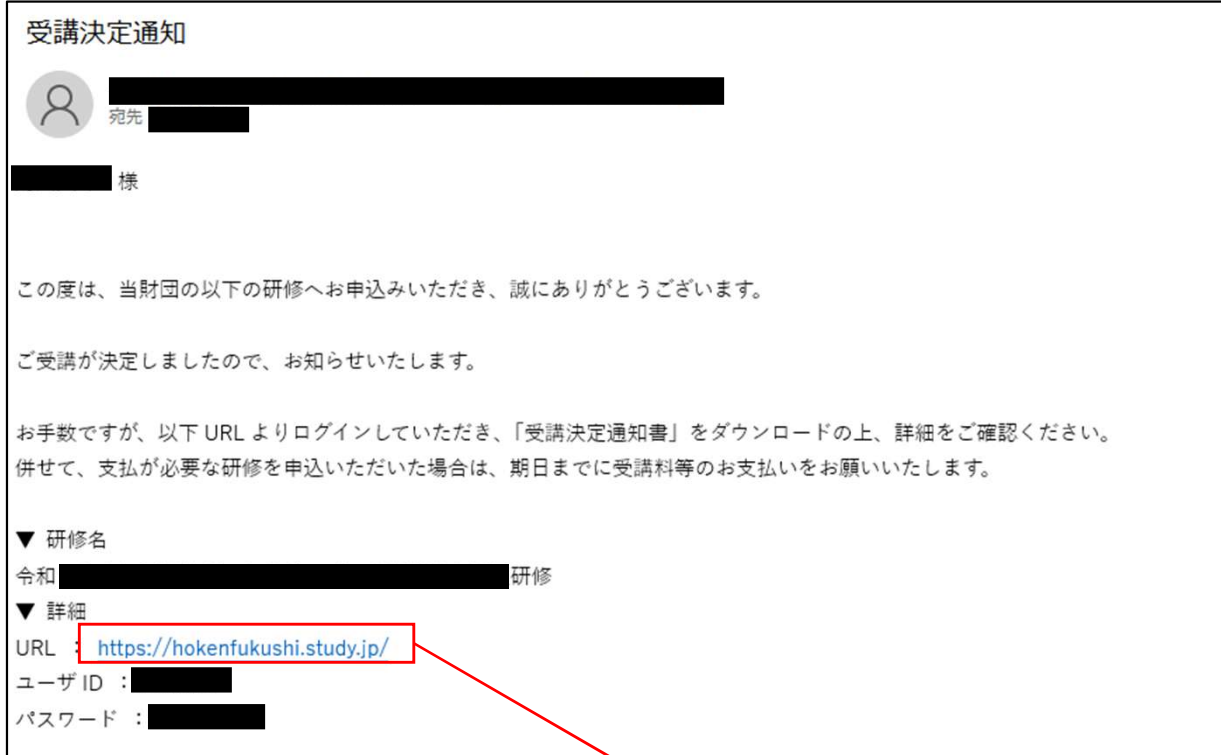 受講決定通知
宛先
様
この度は、当財団の以下の研修へお申込みいただき、誠にありがとうございます。
ご受講が決定しましたので、お知らせいたします。
お手数ですが、以下 URL よりログインしていただき、「受講決定通知書」をダウンロードの上、詳細をご確認ください。
併せて、支払が必要な研修を申込いただいた場合は、期日までに受講料等のお支払いをお願いいたします。
▼ 研修名
令和 研修
▼ 詳細
URL : https://hokenfukushi.study.jp/
ユーザ ID :
パスワード :